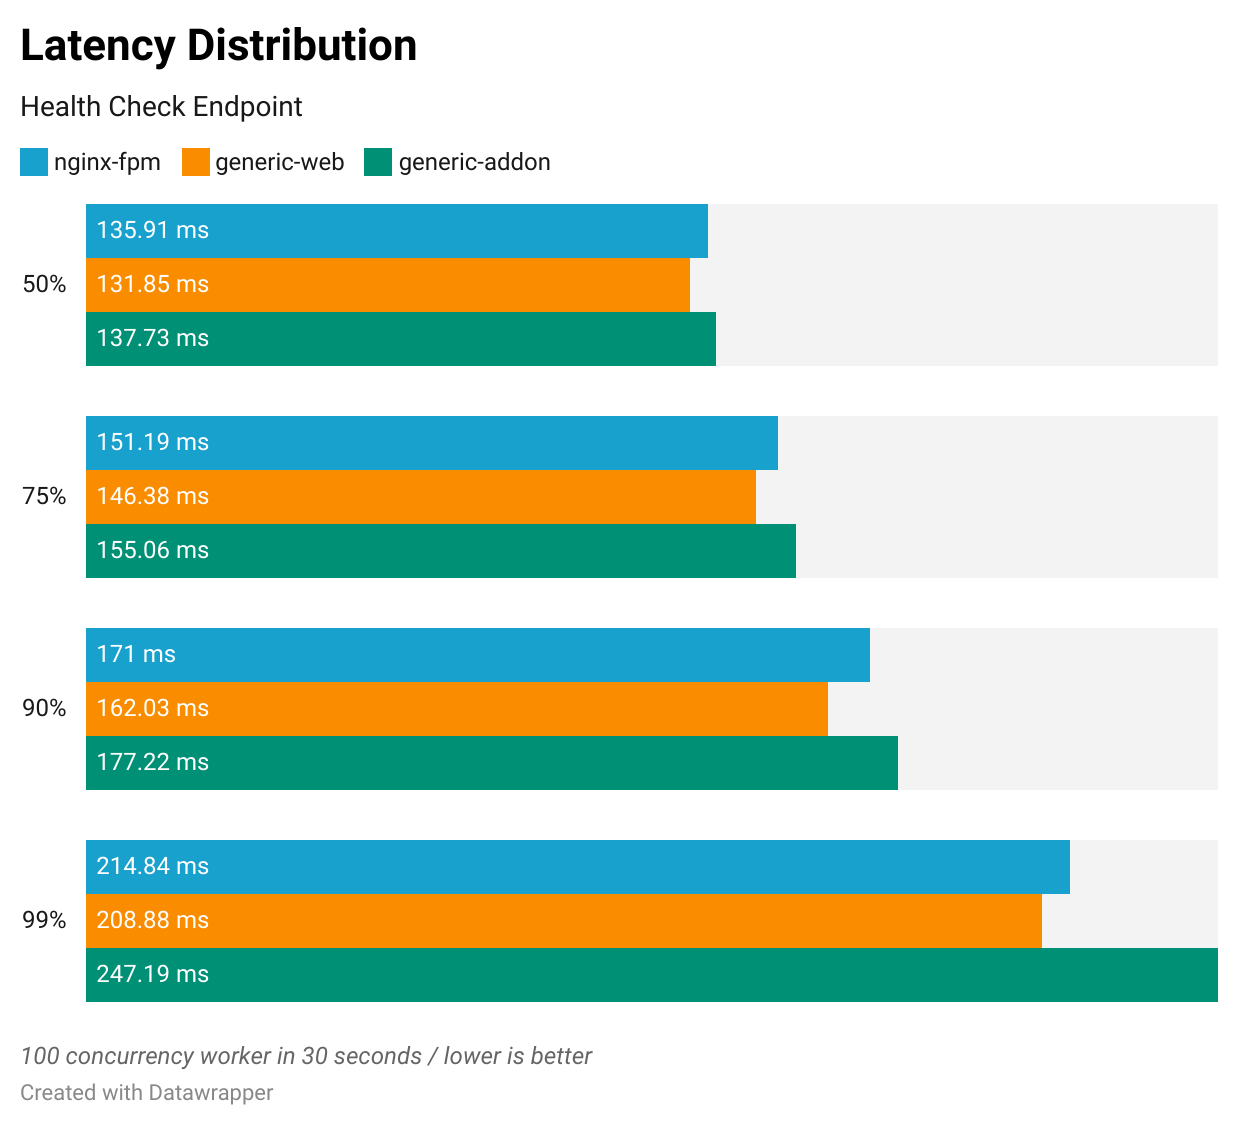 Latency Distribution
Health Check Endpoint
nginx-fpm generic-web generic-addon
135.91 ms
50% 131.85 ms
137.73 ms
151.19 ms
75% 146.38 ms
155.06 ms
171 ms
90% 162.03 ms
177.22 ms
214.84 ms
99% 208.88 ms
247.19 ms
100 concurrency worker in 30 seconds / lower is better
Created with Datawrapper